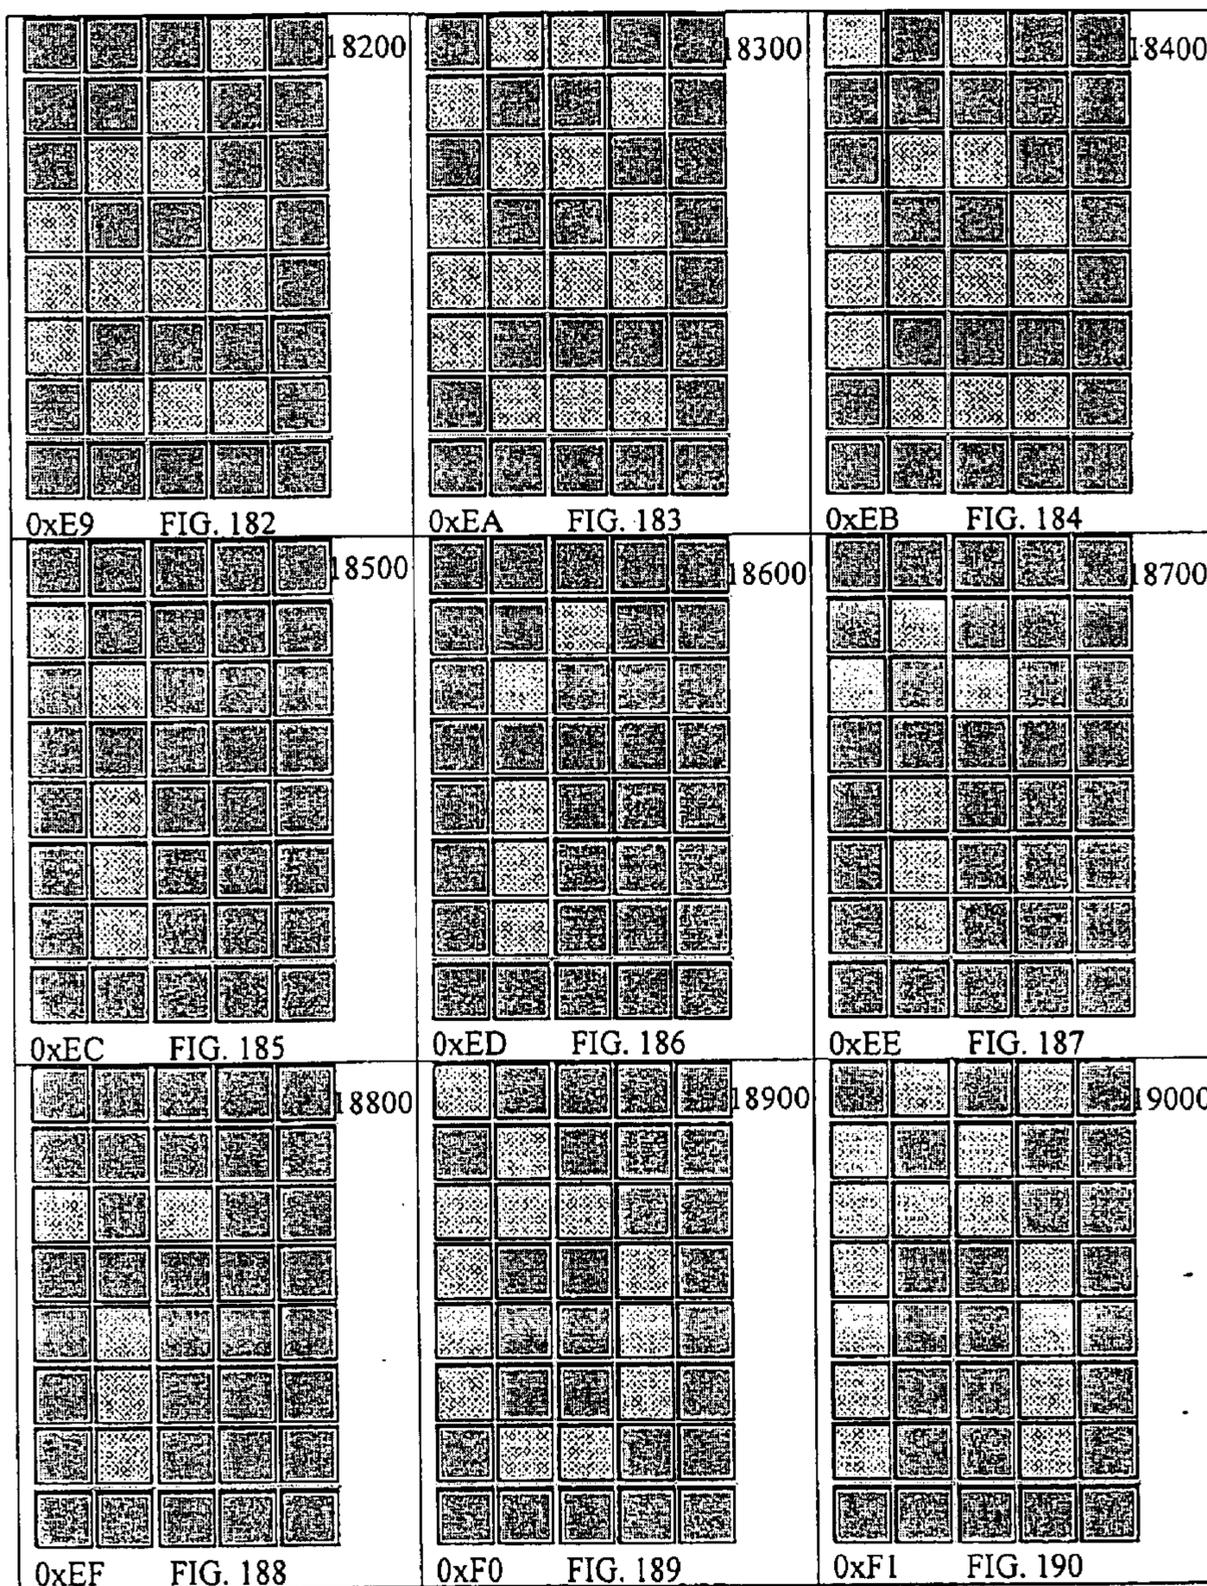 18200 18300 18400
0xE9 FIG. 182 0xEA FIG. 183 0xEB FIG. 184
18500 18600 18700
0xEC FIG. 185 0xED FIG. 186 0xEE FIG. 187
18800 18900 19000
0xEF FIG. 188 0xF0 FIG. 189 0xF1 FIG. 190